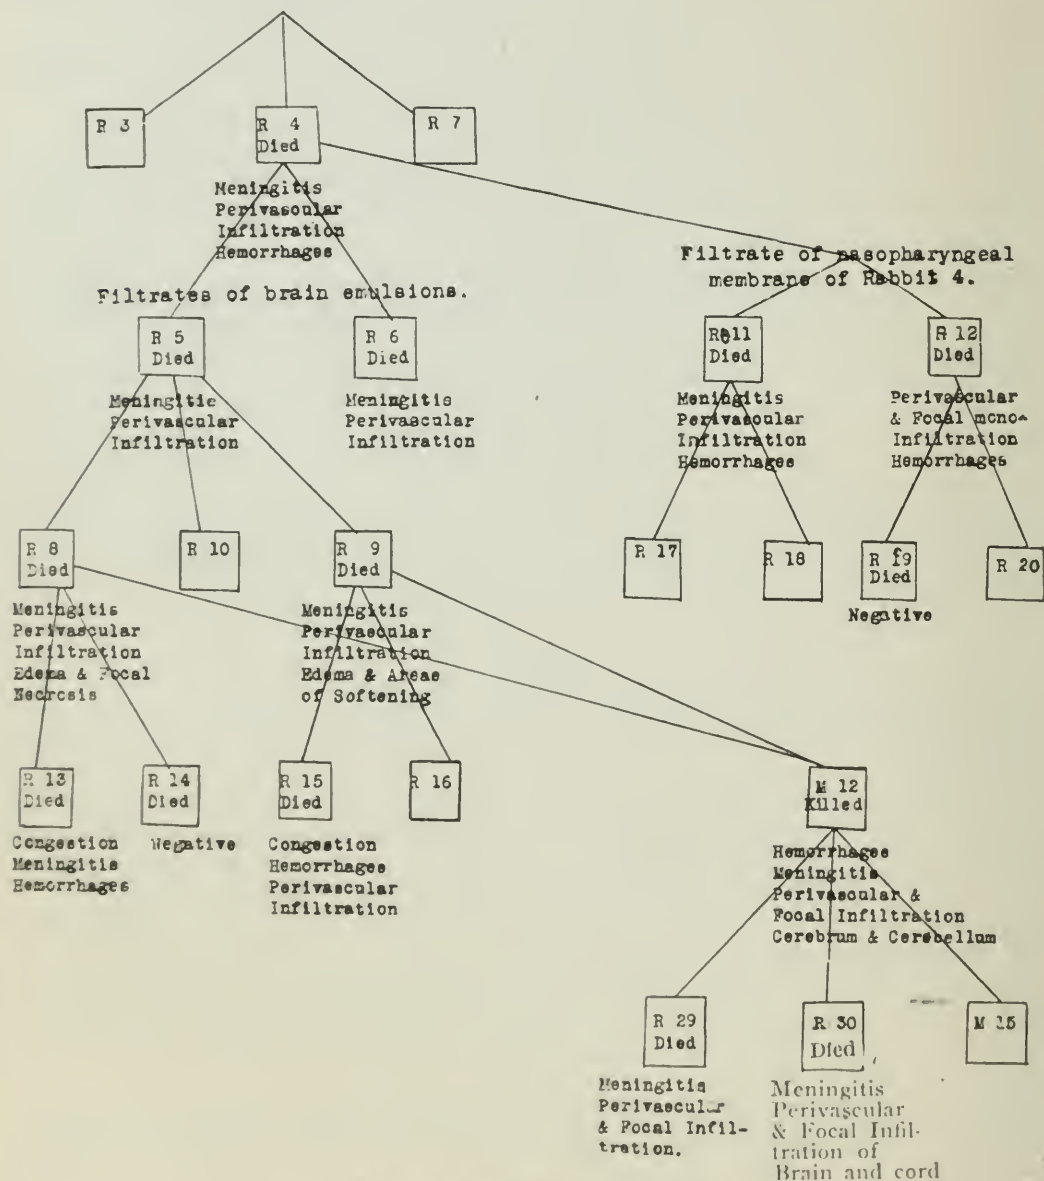 R 3
R 4
Died
R 7
Meningitis
Perivascular
Infiltration
Hemorrhages
Filtrates of brain emulsions.
Filtrate of nasopharyngeal
membrane of Rabbit 4.
R 5
Died
R 6
Died
R 11
Died
R 12
Died
Meningitis
Perivascular
Infiltration
Meningitis
Perivascular
Infiltration
Meningitis
Perivascular
Infiltration
Hemorrhages
Perivascular
& Focal mono-
Infiltration
Hemorrhages
R 8
Died
R 10
R 9
Died
R 17
R 18
R 19
Died
R 20
Negative
Meningitis
Perivascular
Infiltration
Edema & Focal
Necrosis
Meningitis
Perivascular
Infiltration
Edema & Areas
of Softening
R 13
Died
R 14
Died
R 15
Died
R 16
M 12
Killed
Congestion
Meningitis
Hemorrhages
Negative
Congestion
Hemorrhages
Perivascular
Infiltration
Hemorrhages
Meningitis
Perivascular &
Focal Infiltration
Cerebrum & Cerebellum
R 29
Died
R 30
Died
M 15
Meningitis
Perivascular
& Focal Infil-
tration.
Meningitis
Perivascular
& Focal Infil-
tration of
Brain and cord